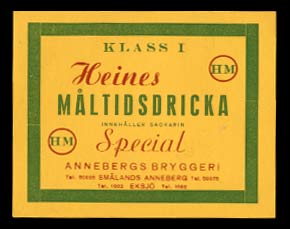 KLASS I
Heines
HM
MÅLTIDSDRICKA
INNEHÅLLER SACKARIN
HM
Special
ANNEBERGS BRYGGERI
SMÅLANDS ANNEBERG
EKSJÖ